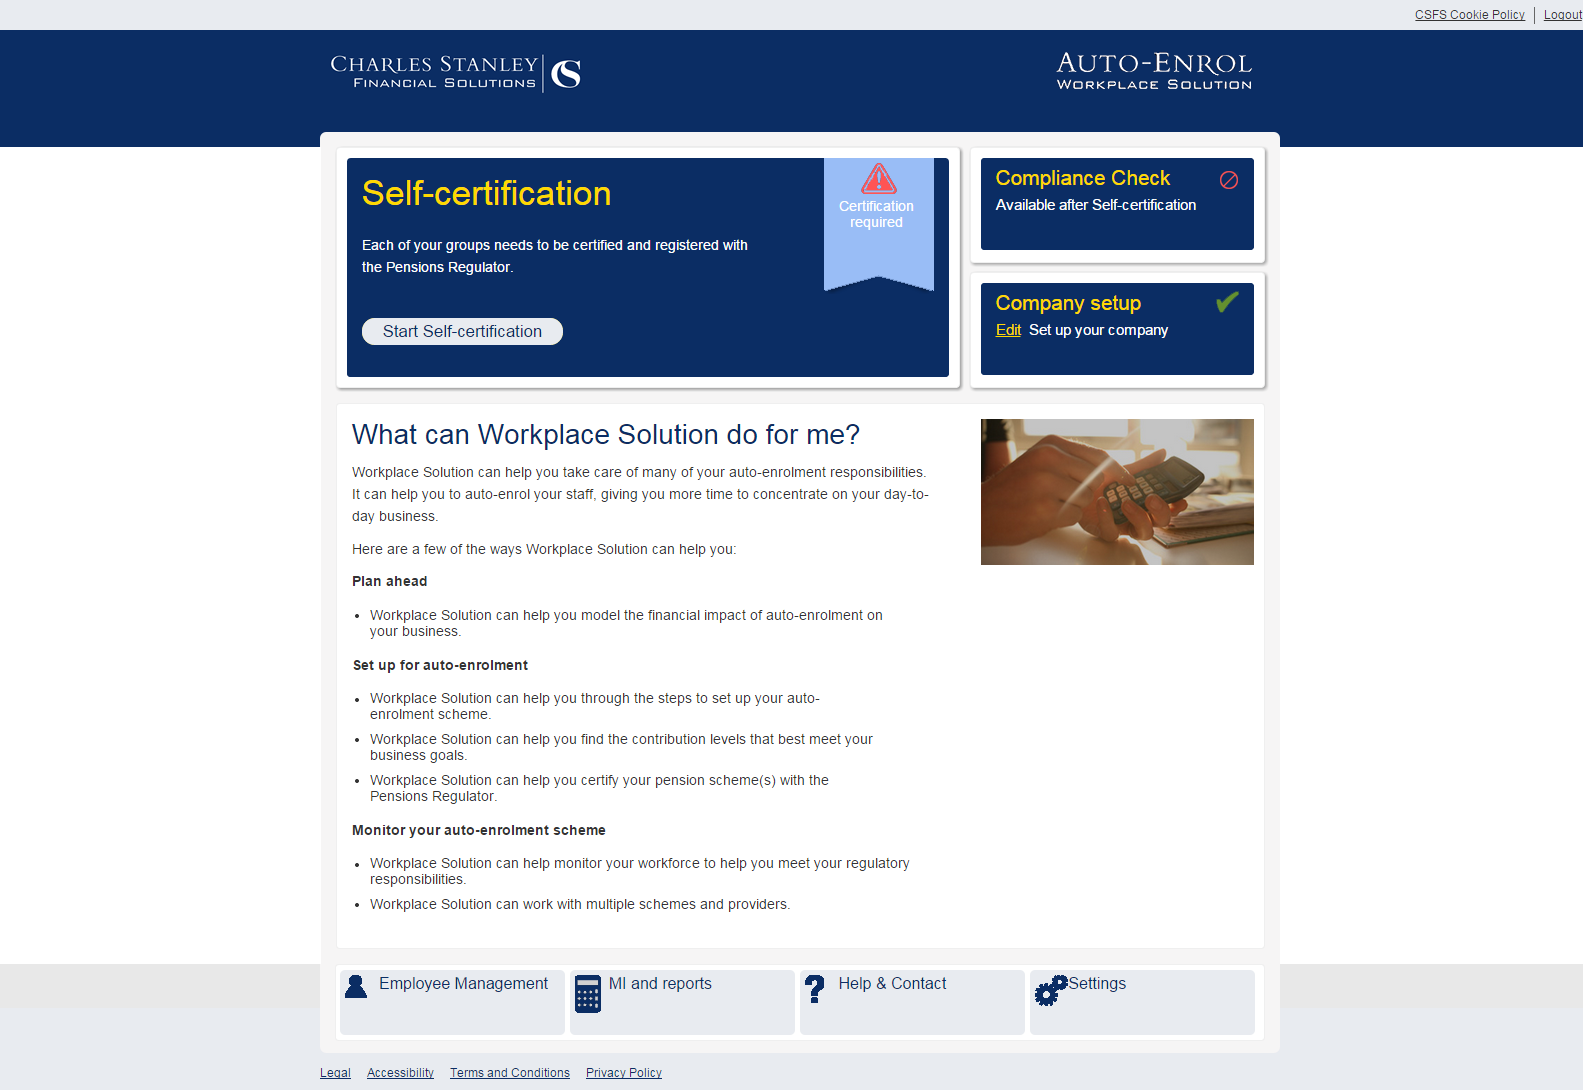 CSFS Cookie Policy
Logout
CHARLES STANLEY
FINANCIAL SOLUTIONS
AUTO-ENROL
WORKPLACE SOLUTION
Self-certification
Each of your groups needs to be certified and registered with
the Pensions Regulator.
Start Self-certification
Certification
required
Compliance Check
Available after Self-certification
Company setup
Edit Set up your company
What can Workplace Solution do for me?
Workplace Solution can help you take care of many of your auto-enrolment responsibilities.
It can help you to auto-enrol your staff, giving you more time to concentrate on your day-to-
day business.
Here are a few of the ways Workplace Solution can help you:
Plan ahead
• Workplace Solution can help you model the financial impact of auto-enrolment on
your business.
Set up for auto-enrolment
• Workplace Solution can help you through the steps to set up your auto-
enrolment scheme.
• Workplace Solution can help you find the contribution levels that best meet your
business goals.
• Workplace Solution can help you certify your pension scheme(s) with the
Pensions Regulator.
Monitor your auto-enrolment scheme
• Workplace Solution can help monitor your workforce to help you meet your regulatory
responsibilities.
• Workplace Solution can work with multiple schemes and providers.
Employee Management
MI and reports
Help & Contact
Settings
Legal
Accessibility
Terms and Conditions
Privacy Policy